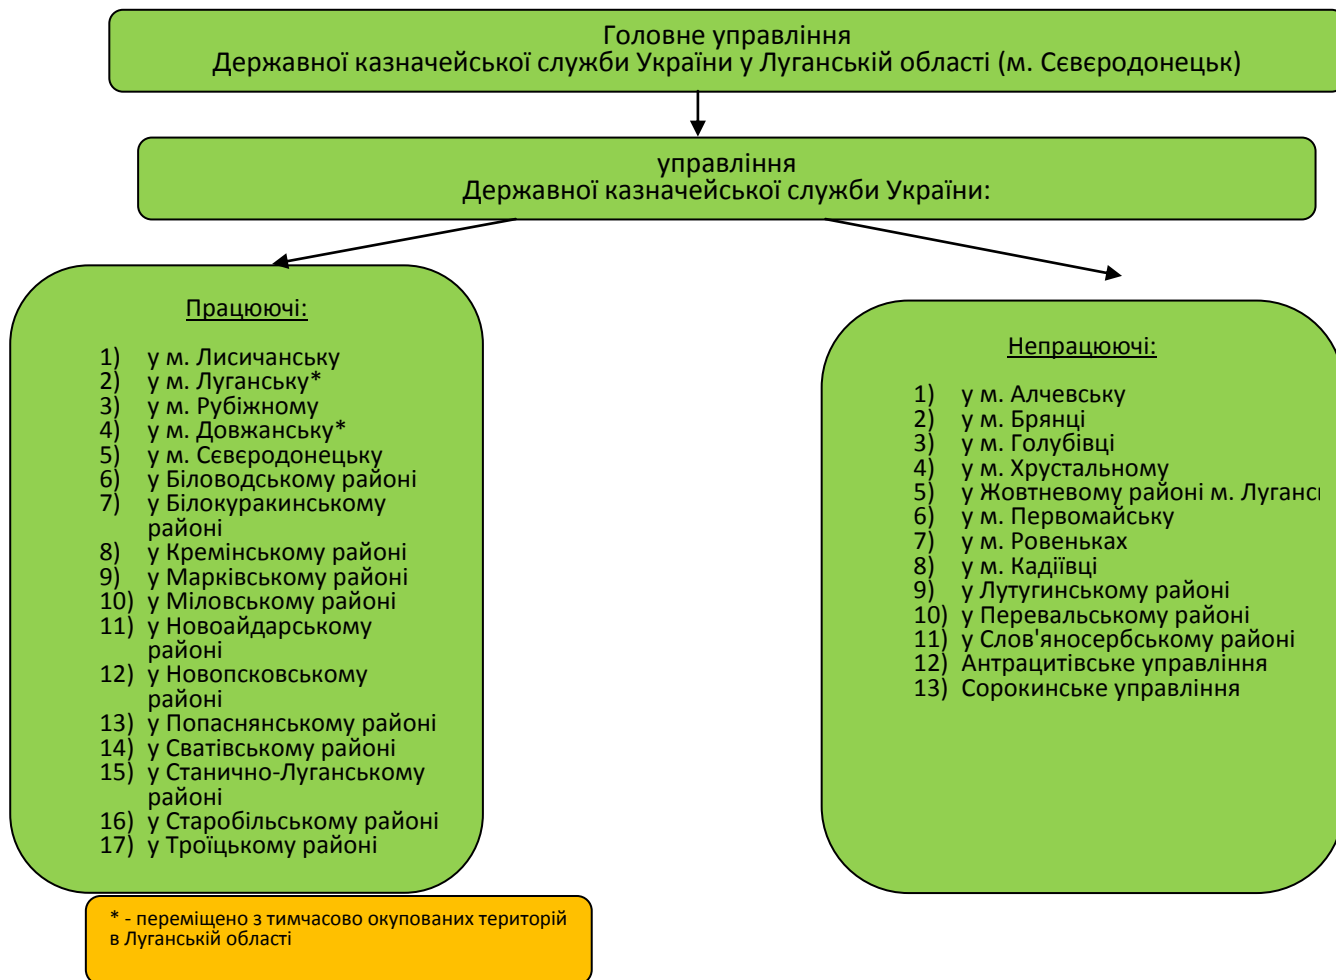 Головне управління
Державної казначейської служби України у Луганській області (м. Сєвєродонецьк)
управління
Державної казначейської служби України:
Працюючі:
1) у м. Лисичанську
2) у м. Луганську*
3) у м. Рубіжному
4) у м. Довжанську*
5) у м. Сєвєродонецьку
6) у Біловодському районі
7) у Білокуракинському
районі
8) у Кремінському районі
9) у Марківському районі
10) у Міловському районі
11) у Новоайдарському
районі
12) у Новопсковському
районі
13) у Попаснянському районі
14) у Сватівському районі
15) у Станично-Луганському
районі
16) у Старобільському районі
17) у Троїцькому районі
* - переміщено з тимчасово окупованих територій
в Луганській області
Непрацюючі:
1) у м. Алчевську
2) у м. Брянці
3) у м. Голубівці
4) у м. Хрустальному
5) у Жовтневому районі м.
6) у м. Первомайську
7) у м. Ровеньках
8) у м. Кадіївці
9) у Лутугинському районі
10) у Перевальському районі
11) у Слов'яносербському районі
12) Антрацитівське управління
13) Сорокинське управління